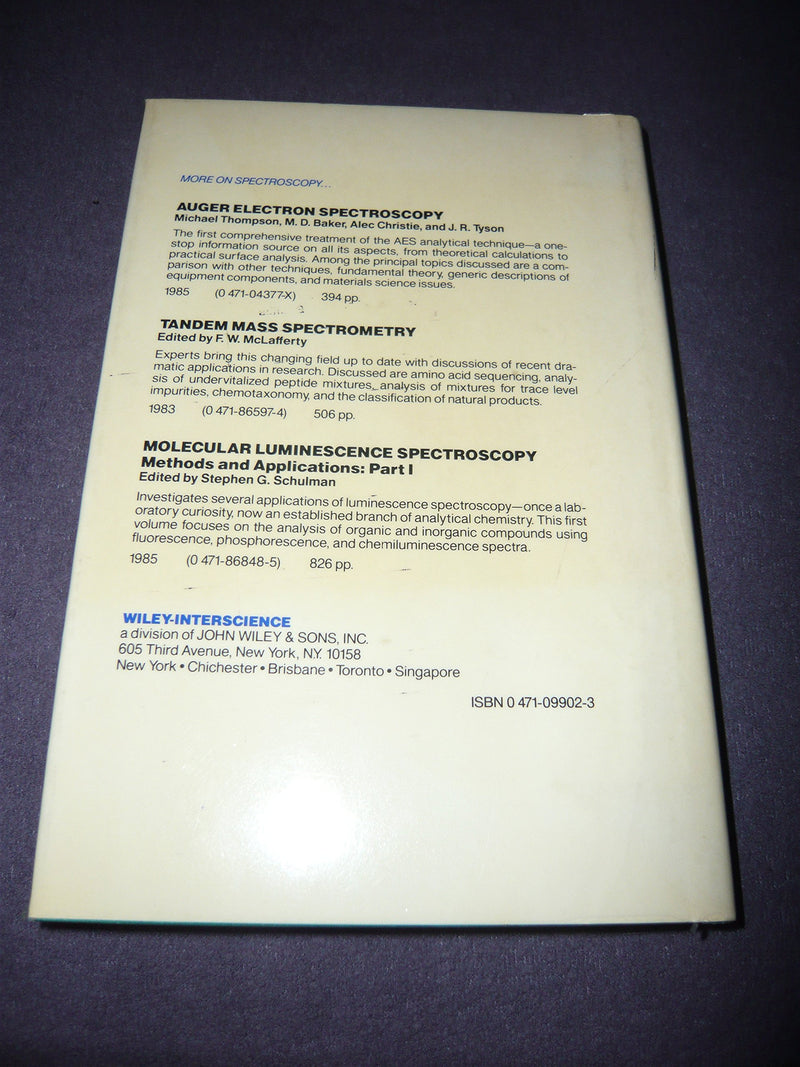 MORE ON SPECTROSCOPY...
AUGER ELECTRON SPECTROSCOPY
Michael Thompson, M. D. Baker, Alec Christie, and J. R. Tyson
The first comprehensive treatment of the AES analytical technique—a one-
stop information source on all its aspects, from theoretical calculations to
practical surface analysis. Among the principal topics discussed are a com-
parison with other techniques, fundamental theory, generic descriptions of
equipment components, and materials science issues.
1985 (0 471-04377-X) 394 pp.
TANDEM MASS SPECTROMETRY
Edited by F. W. McLafferty
Experts bring this changing field up to date with discussions of recent dra-
matic applications in research. Discussed are amino acid sequencing, analy-
sis of undervitalized peptide mixtures, analysis of mixtures for trace level
impurities, chemotaxonomy, and the classification of natural products.
1983 (0 471-86597-4) 506 pp.
MOLECULAR LUMINESCENCE SPECTROSCOPY
Methods and Applications: Part I
Edited by Stephen G. Schulman
Investigates several applications of luminescence spectroscopy—once a lab-
oratory curiosity, now an established branch of analytical chemistry. This first
volume focuses on the analysis of organic and inorganic compounds using
fluorescence, phosphorescence, and chemiluminescence spectra.
1985 (0 471-86848-5) 826 pp.
WILEY-INTERSCIENCE
a division of JOHN WILEY & SONS, INC.
605 Third Avenue, New York, N.Y. 10158
New York • Chichester • Brisbane • Toronto • Singapore
ISBN 0 471-09902-3